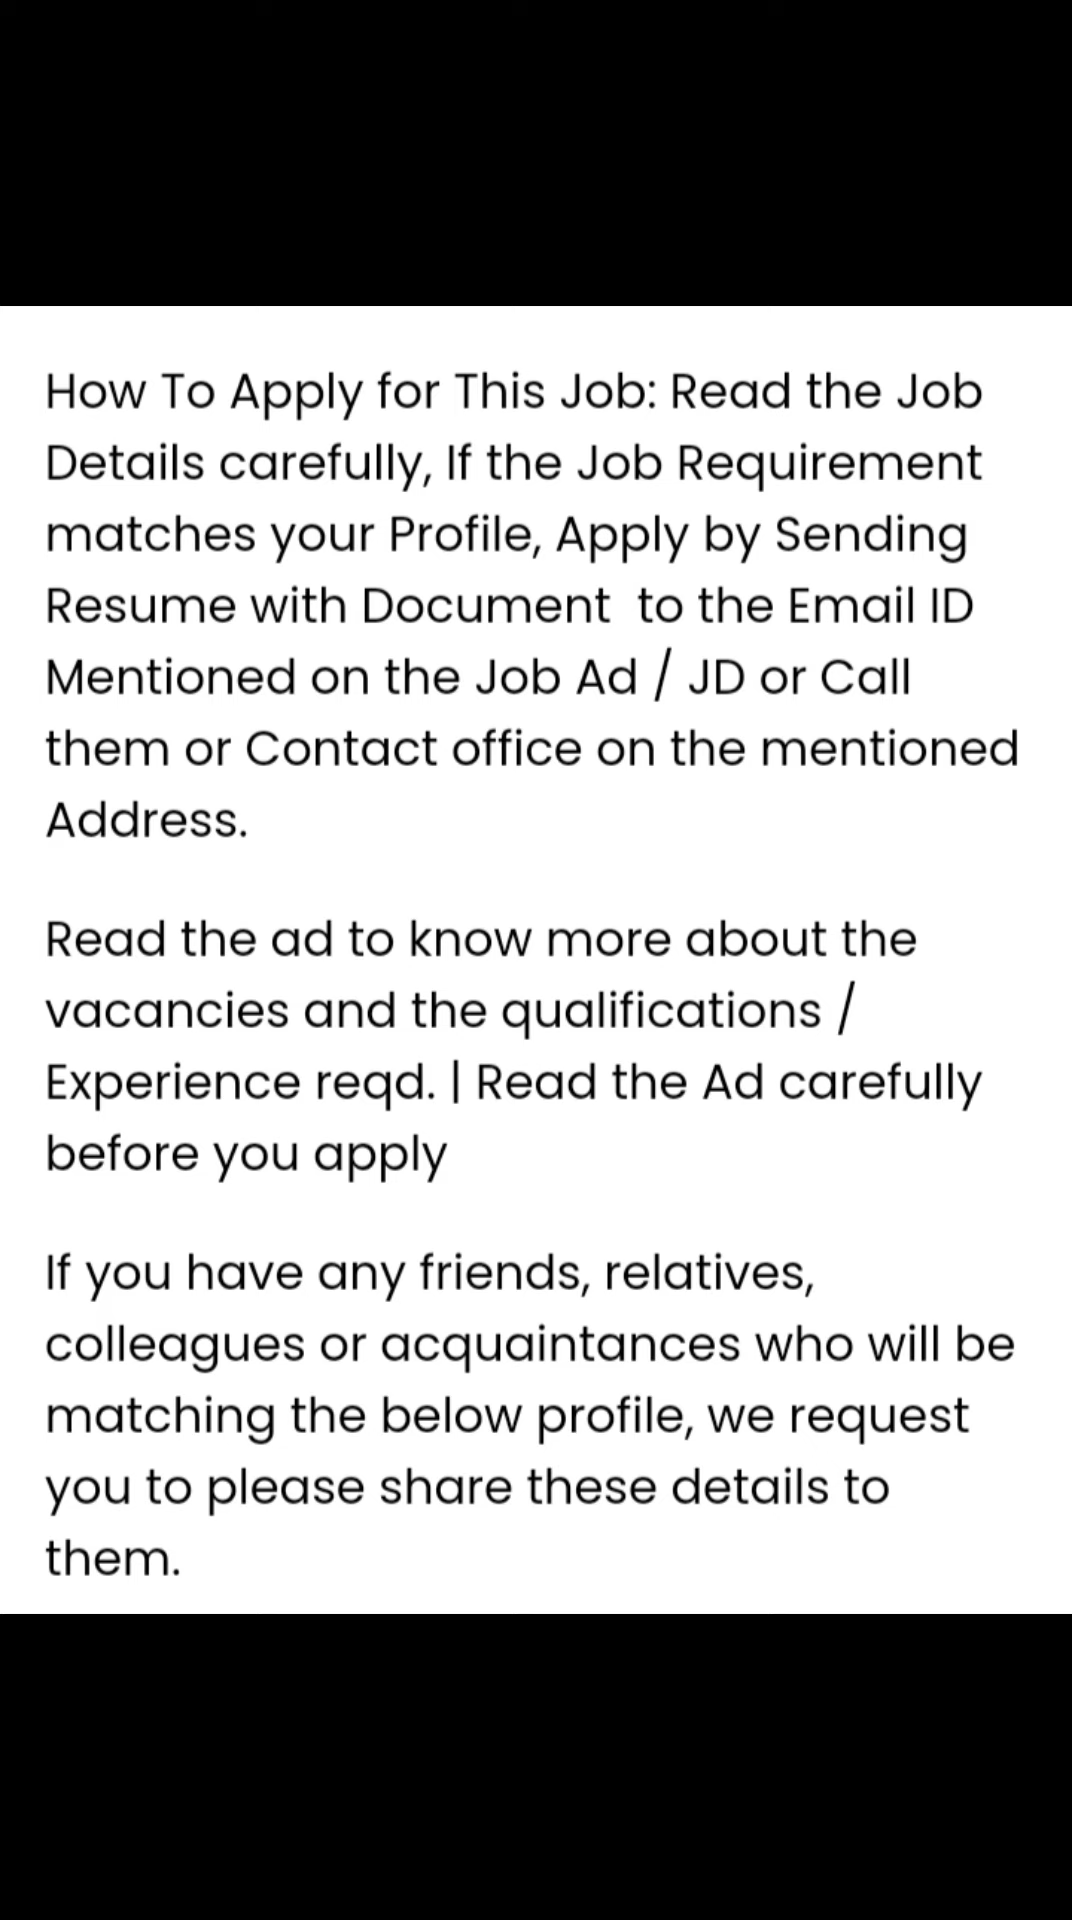 How To Apply for This Job: Read the Job
Details carefully, If the Job Requirement
matches your Profile, Apply by Sending
Resume with Document  to the Email ID
Mentioned on the Job Ad / JD or Call
them or Contact office on the mentioned
Address.
Read the ad to know more about the
vacancies and the qualifications /
Experience reqd. | Read the Ad carefully
before you apply
If you have any friends, relatives,
colleagues or acquaintances who will be
matching the below profile, we request
you to please share these details to
them.